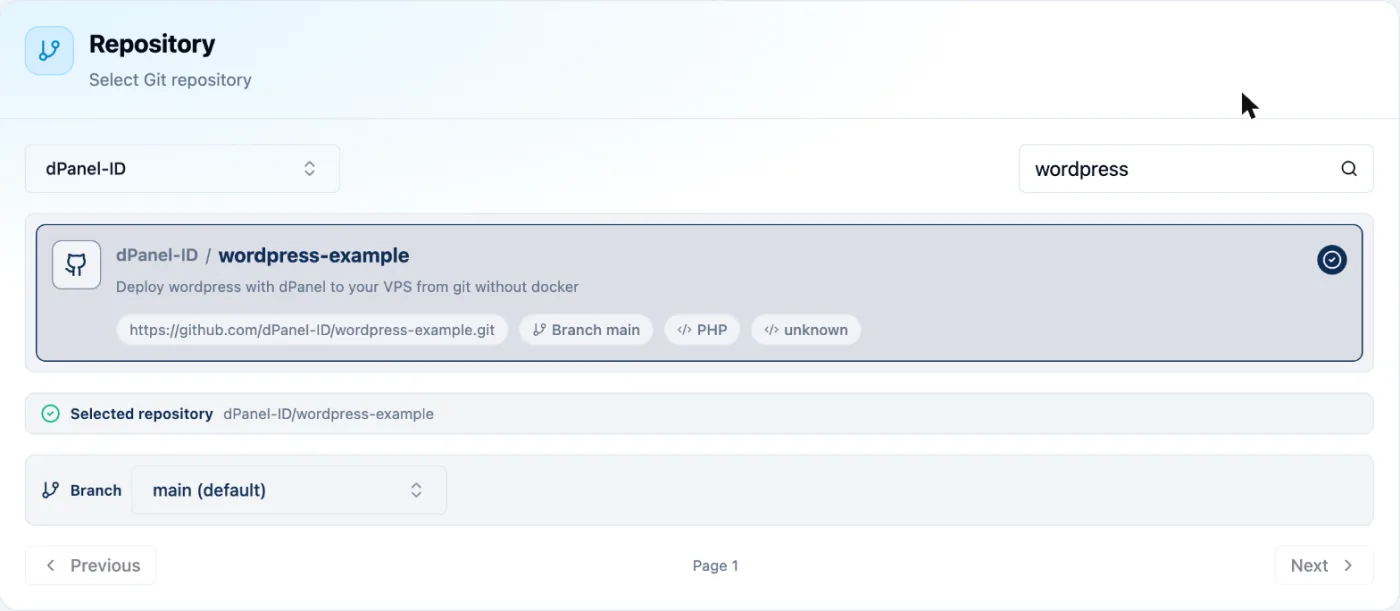 Repository
Select Git repository
dPanel-ID
wordpress
dPanel-ID / wordpress-example
Deploy wordpress with dPanel to your VPS from git without docker
https://github.com/dPanel-ID/wordpress-example.git Branch main </> PHP </> unknown
Selected repository dPanel-ID/wordpress-example
Branch main (default)
Previous Page 1 Next